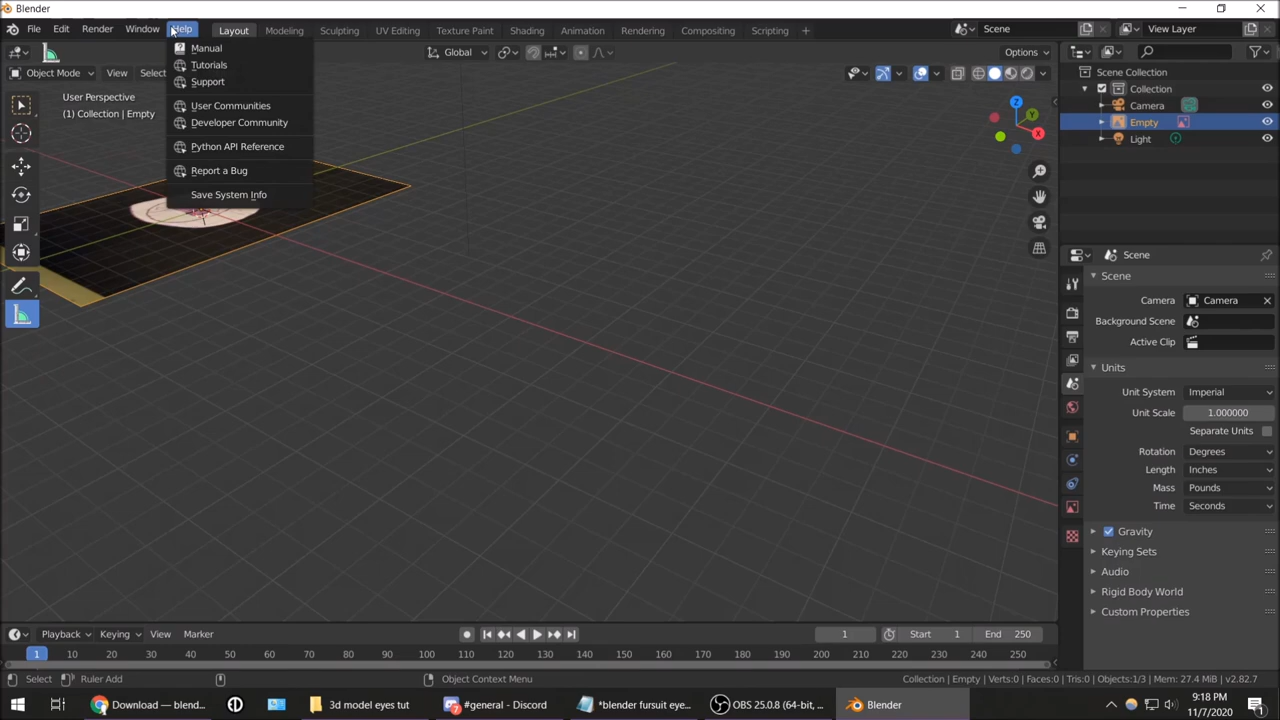 Blender
File Edit Render Window Help Layout Modeling Sculpting UV Editing Texture Paint Shading Animation Rendering Compositing Scripting + Scene View Layer
Global Options
Object Mode View Select
User Perspective
(1) Collection | Empty
Manual
Tutorials
Support
User Communities
Developer Community
Python API Reference
Report a Bug
Save System Info
Z
Y
X
Scene Collection
Collection
Camera
Empty
Light
Scene
Scene
Camera Camera
Background Scene
Active Clip
Units
Unit System Imperial
Unit Scale 1.000000
Separate Units
Rotation Degrees
Length Inches
Mass Pounds
Time Seconds
Gravity
Keying Sets
Audio
Rigid Body World
Custom Properties
Playback Keying View Marker 1 Start 1 End 250
1 10 20 30 40 50 60 70 80 90 100 110 120 130 140 150 160 170 180 190 200 210 220 230 240 250
Select Ruler Add Object Context Menu Collection | Empty | Verts:0 | Faces:0 | Tris:0 | Objects:1/3 | Mem: 27.4 MiB | v2.82.7
Download — blend... 3d model eyes tut #general - Discord *blender fursuit eye... OBS 25.0.8 (64-bit, ... Blender
9:18 PM
11/7/2020
1